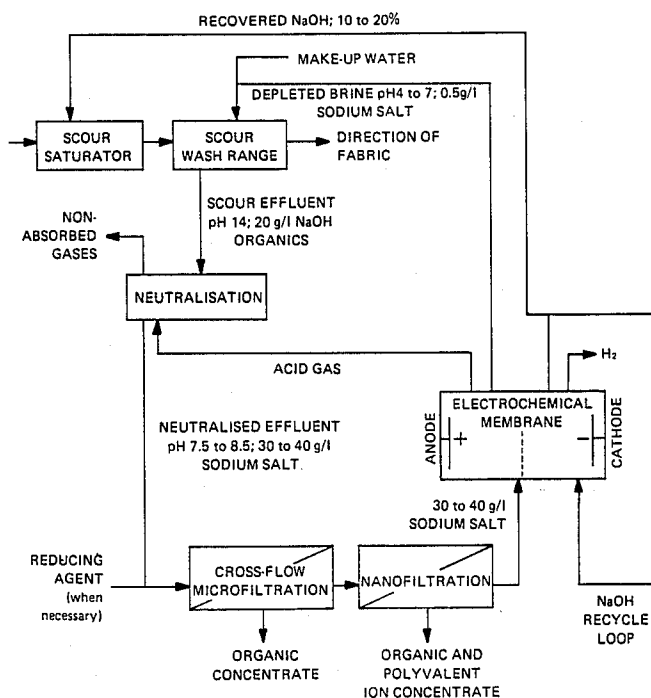 RECOVERED NaOH; 10 to 20%
MAKE-UP WATER
DEPLETED BRINE pH4 to 7; 0.5g/l
SODIUM SALT
SCOUR
SATURATOR
SCOUR
WASH RANGE
DIRECTION OF
FABRIC
SCOUR EFFLUENT
pH 14; 20 g/l NaOH
ORGANICS
NON-
ABSORBED
GASES
NEUTRALISATION
ACID GAS
H₂
ELECTROCHEMICAL
MEMBRANE
ANODE
+
−
CATHODE
NEUTRALISED EFFLUENT
pH 7.5 to 8.5; 30 to 40 g/l
SODIUM SALT
30 to 40 g/l
SODIUM SALT
REDUCING
AGENT
(when
necessary)
CROSS-FLOW
MICROFILTRATION
NANOFILTRATION
NaOH
RECYCLE
LOOP
ORGANIC
CONCENTRATE
ORGANIC AND
POLYVALENT
ION CONCENTRATE